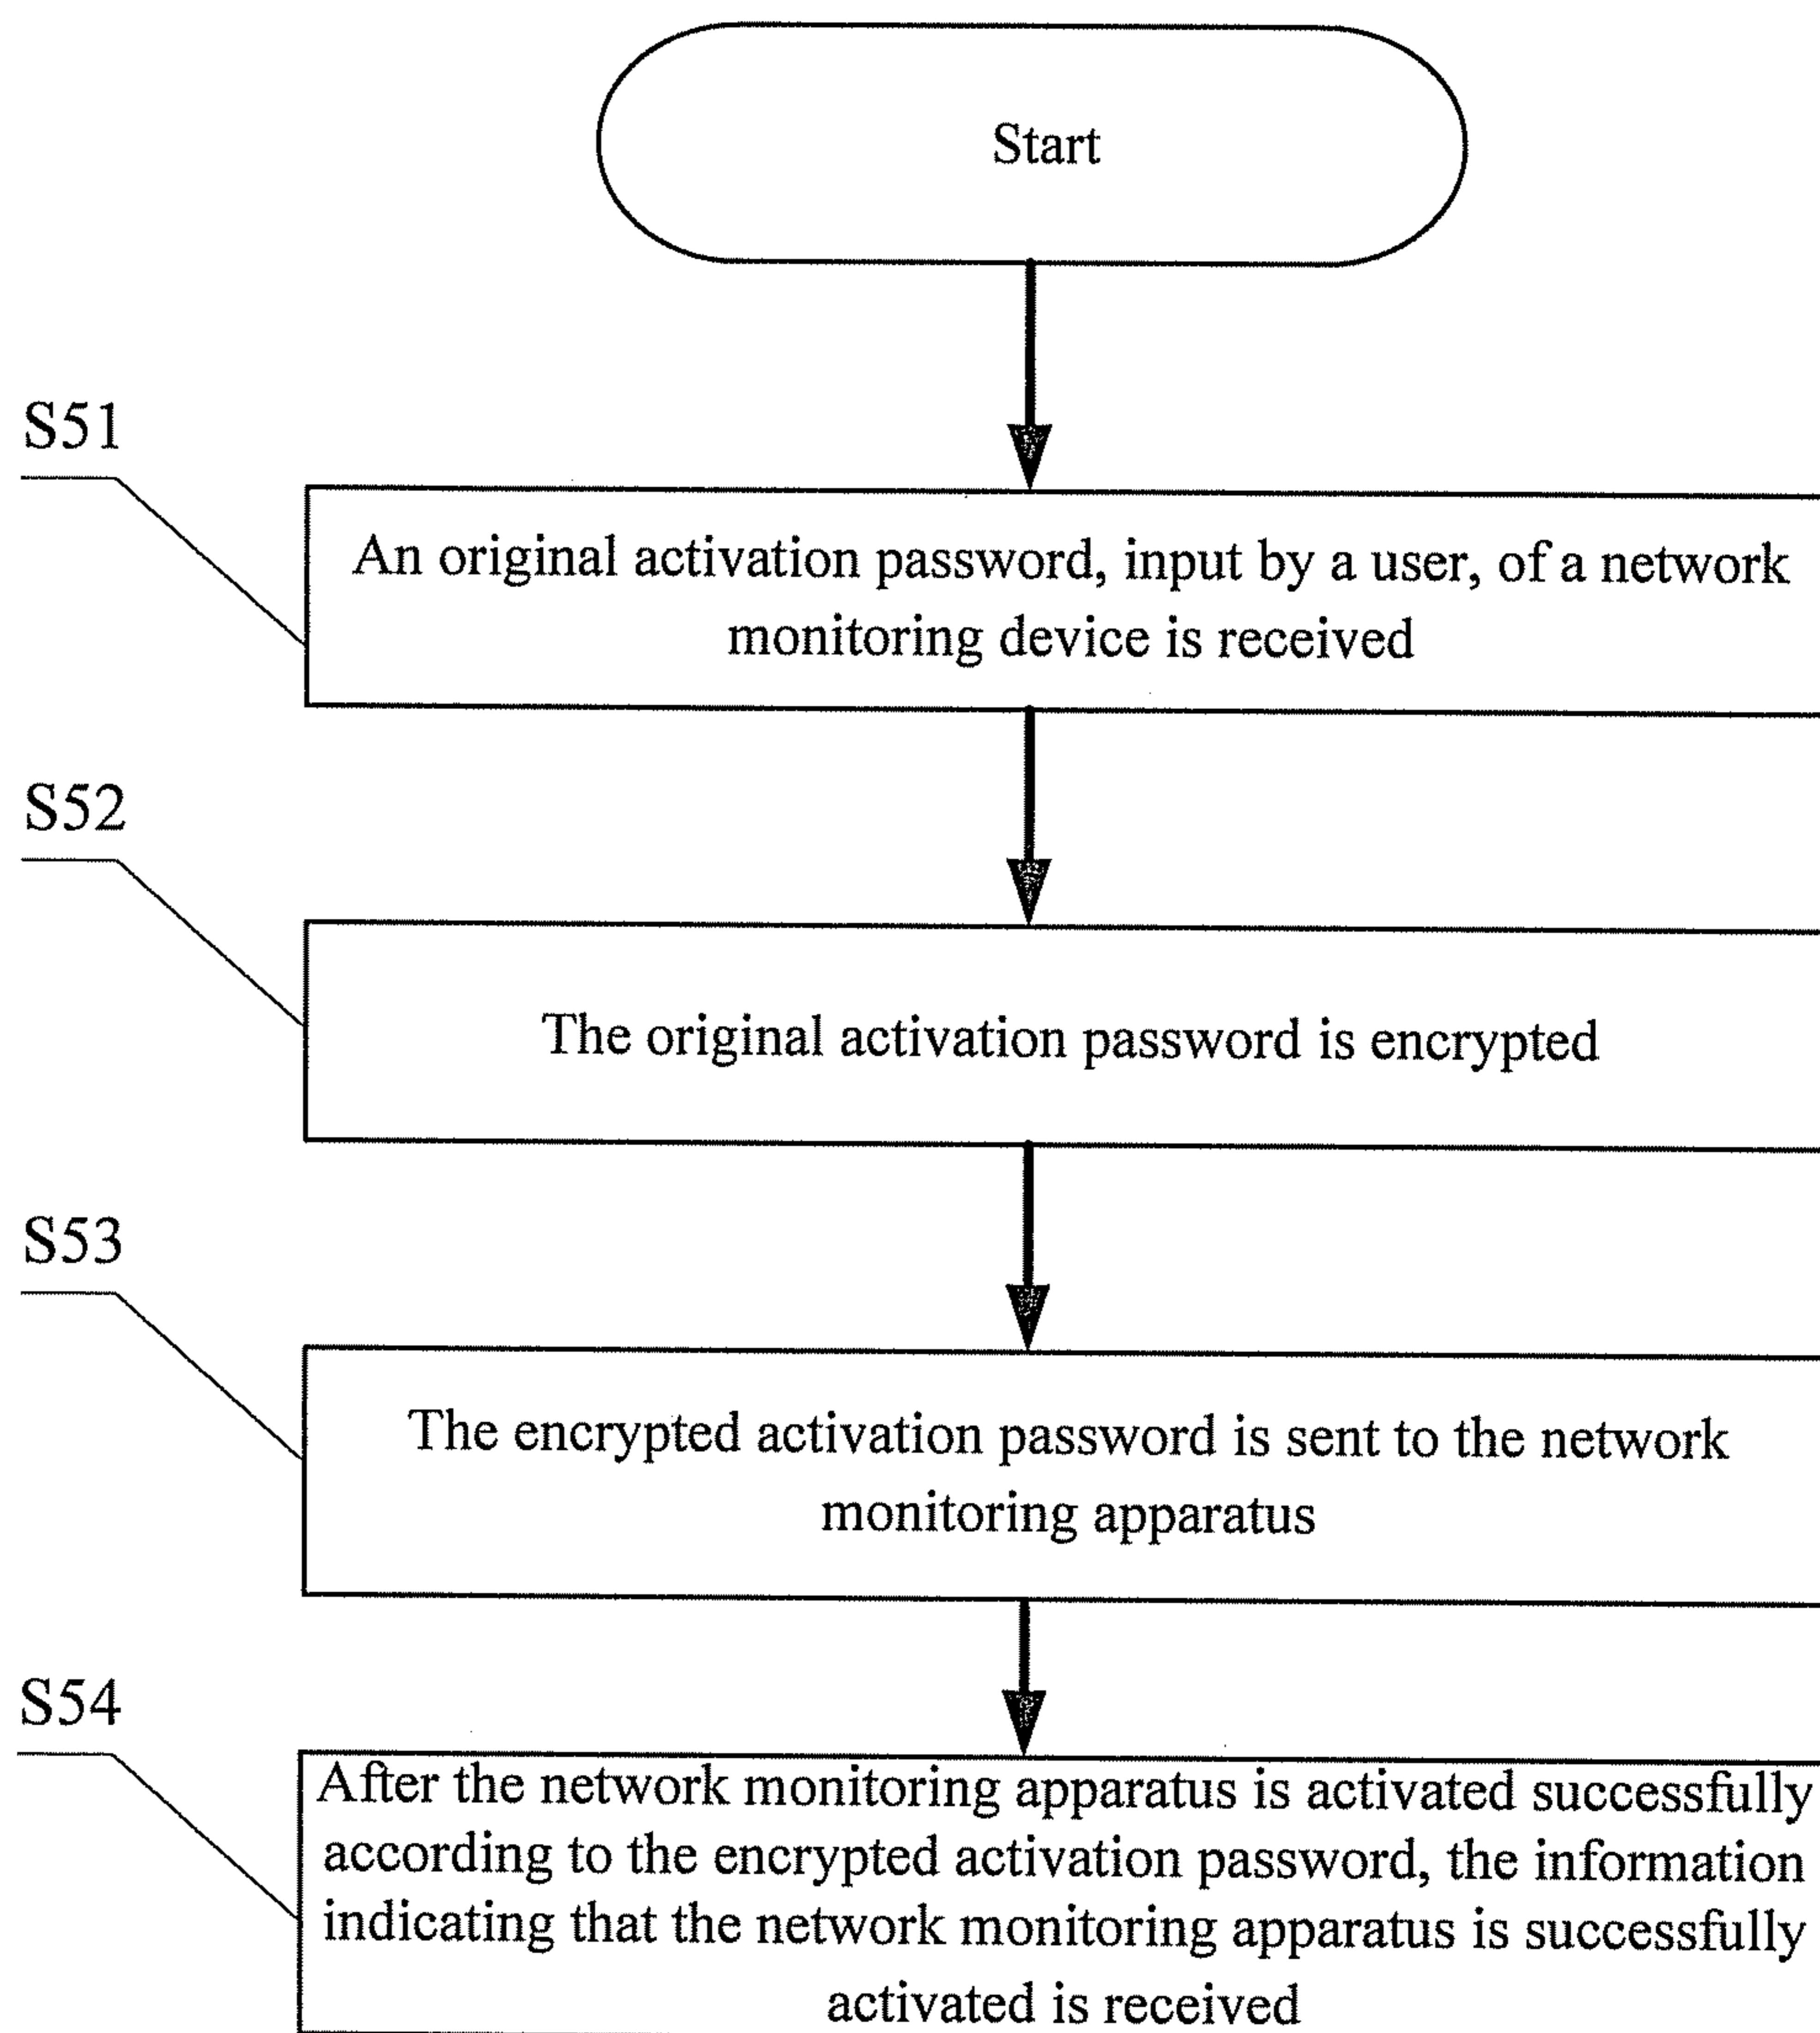 Start
S51
An original activation password, input by a user, of a network
monitoring device is received
S52
The original activation password is encrypted
S53
The encrypted activation password is sent to the network
monitoring apparatus
S54
After the network monitoring apparatus is activated successfully
according to the encrypted activation password, the information
indicating that the network monitoring apparatus is successfully
activated is received